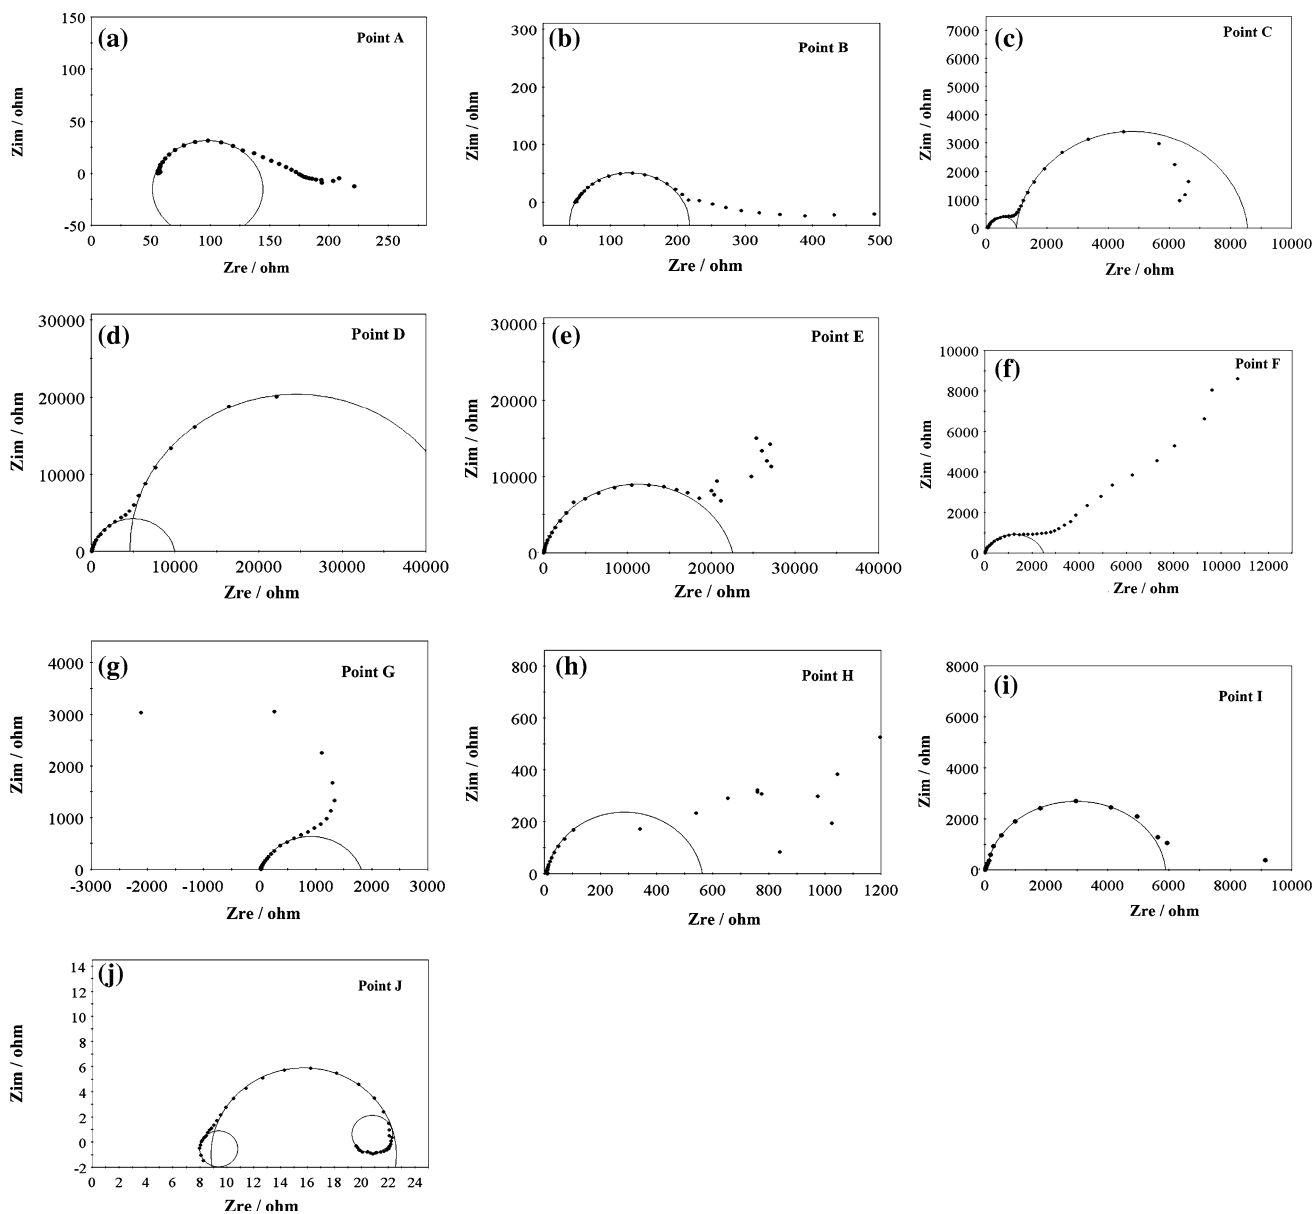 (a)
Point A
Zim / ohm
150
100
50
0
-50
0 50 100 150 200 250
Zre / ohm
(b)
Point B
Zim / ohm
300
200
100
0
0 100 200 300 400 500
Zre / ohm
(c)
Point C
Zim / ohm
7000
6000
5000
4000
3000
2000
1000
0
0 2000 4000 6000 8000 10000
Zre / ohm
(d)
Point D
Zim / ohm
30000
20000
10000
0
0 10000 20000 30000 40000
Zre / ohm
(e)
Point E
Zim / ohm
30000
20000
10000
0
0 10000 20000 30000 40000
Zre / ohm
(f)
Point F
Zim / ohm
10000
8000
6000
4000
2000
0
0 2000 4000 6000 8000 10000 12000
Zre / ohm
(g)
Point G
Zim / ohm
4000
3000
2000
1000
0
-3000 -2000 -1000 0 1000 2000 3000
Zre / ohm
(h)
Point H
Zim / ohm
800
600
400
200
0
0 200 400 600 800 1000 1200
Zre / ohm
(i)
Point I
Zim / ohm
8000
6000
4000
2000
0
0 2000 4000 6000 8000 10000
Zre / ohm
(j)
Point J
Zim / ohm
14
12
10
8
6
4
2
0
-2
0 2 4 6 8 10 12 14 16 18 20 22 24
Zre / ohm